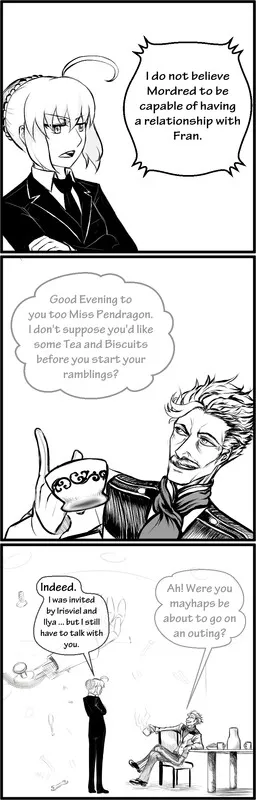 I do not believe
Mordred to be
capable of having
a relationship with
Fran.
Good Evening to
you too Miss Pendragon.
I don't suppose you'd like
some Tea and Biscuits
before you start your
ramblings?
Indeed.
I was invited
by Irisviel and
Ilya ... but I still
have to talk with
you.
Ah! Were you
mayhaps be
about to go on
an outing?